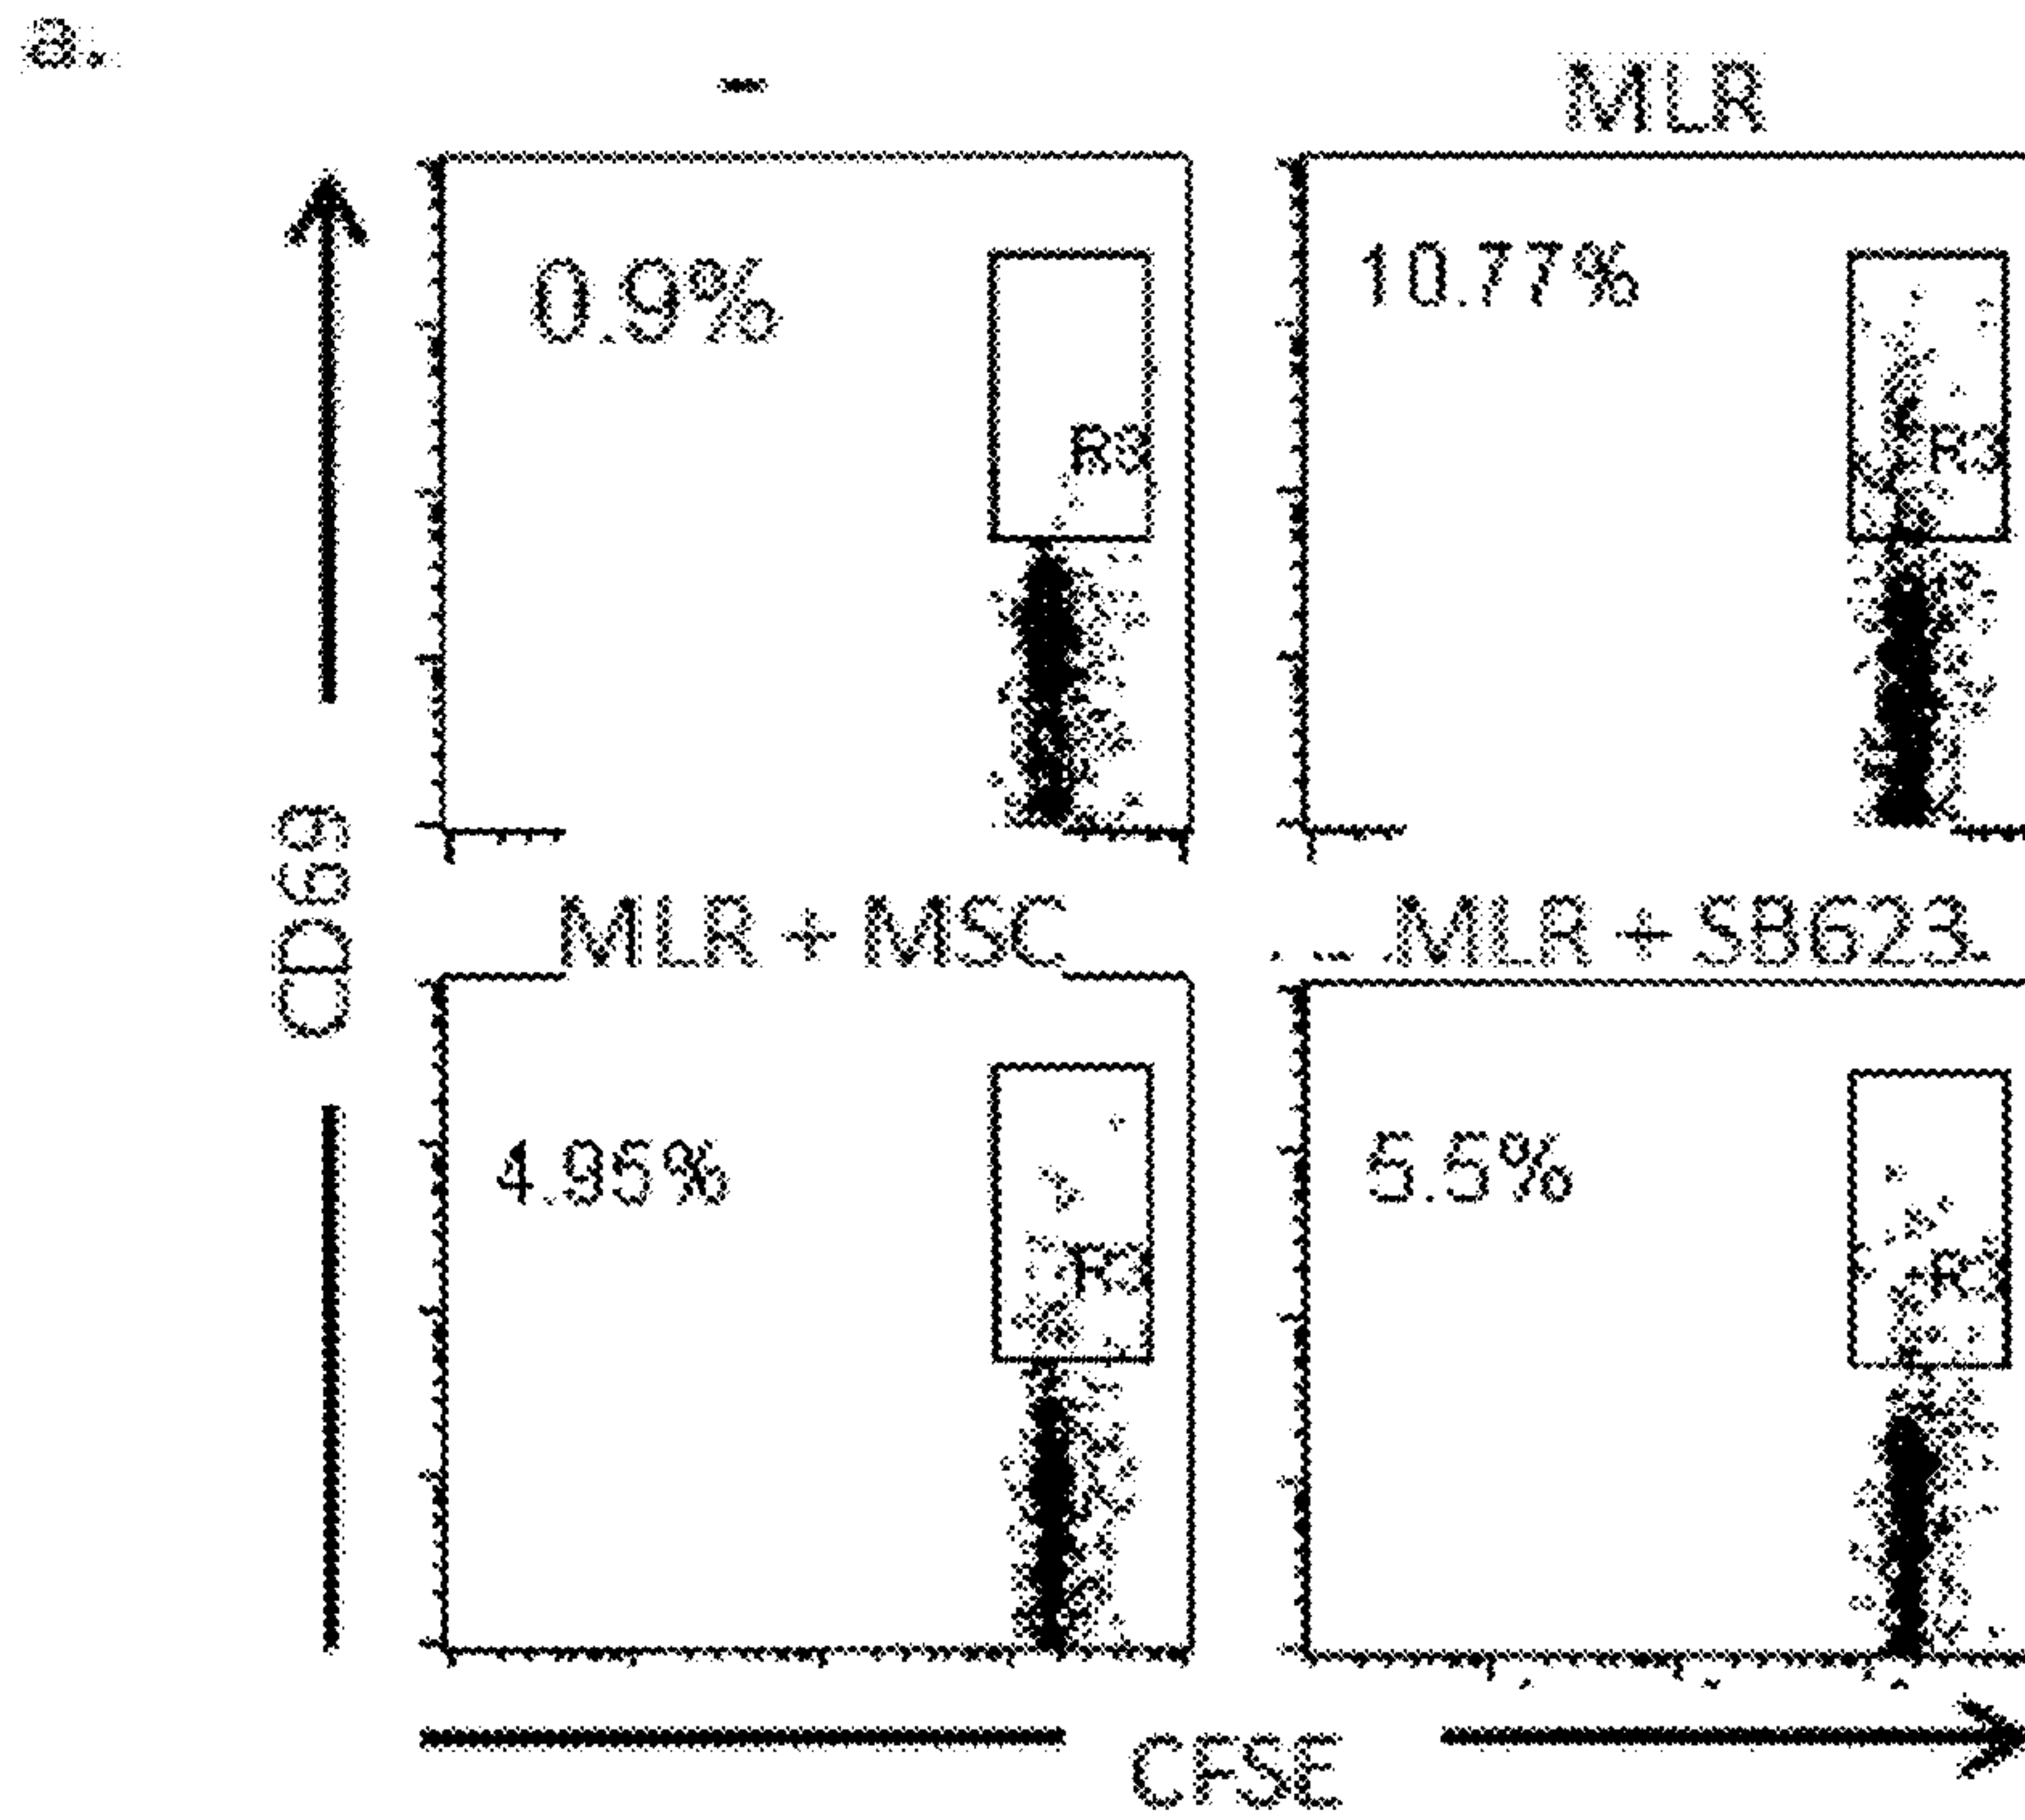 a.
-
MLR
0.9%
10.77%
R3
R3
CD69
MLR + MSC
MLR + SB623
4.95%
5.5%
R3
R3
CFSE